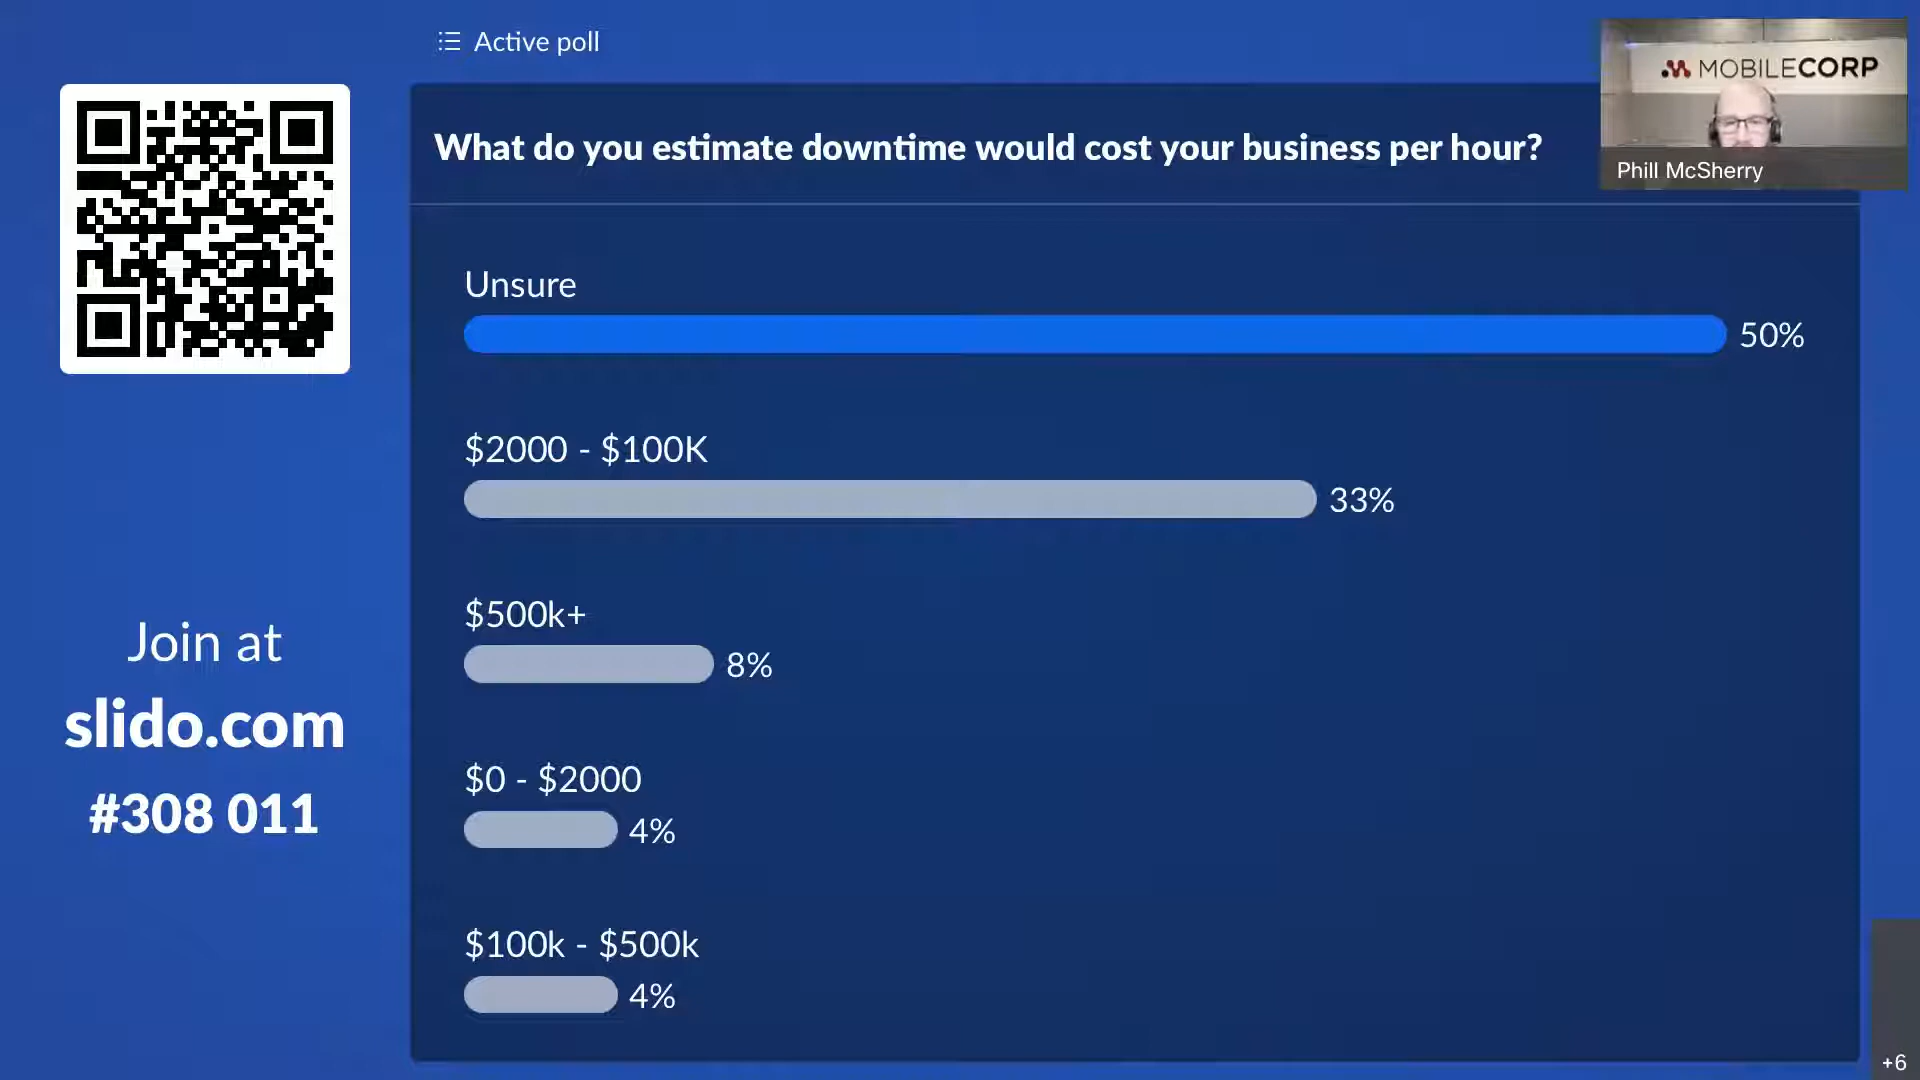 Active poll
MOBILECORP
What do you estimate downtime would cost your business per hour?
Phill McSherry
Unsure
50%
$2000 - $100K
33%
$500k+
8%
$0 - $2000
4%
$100k - $500k
4%
Join at
slido.com
#308 011
+6